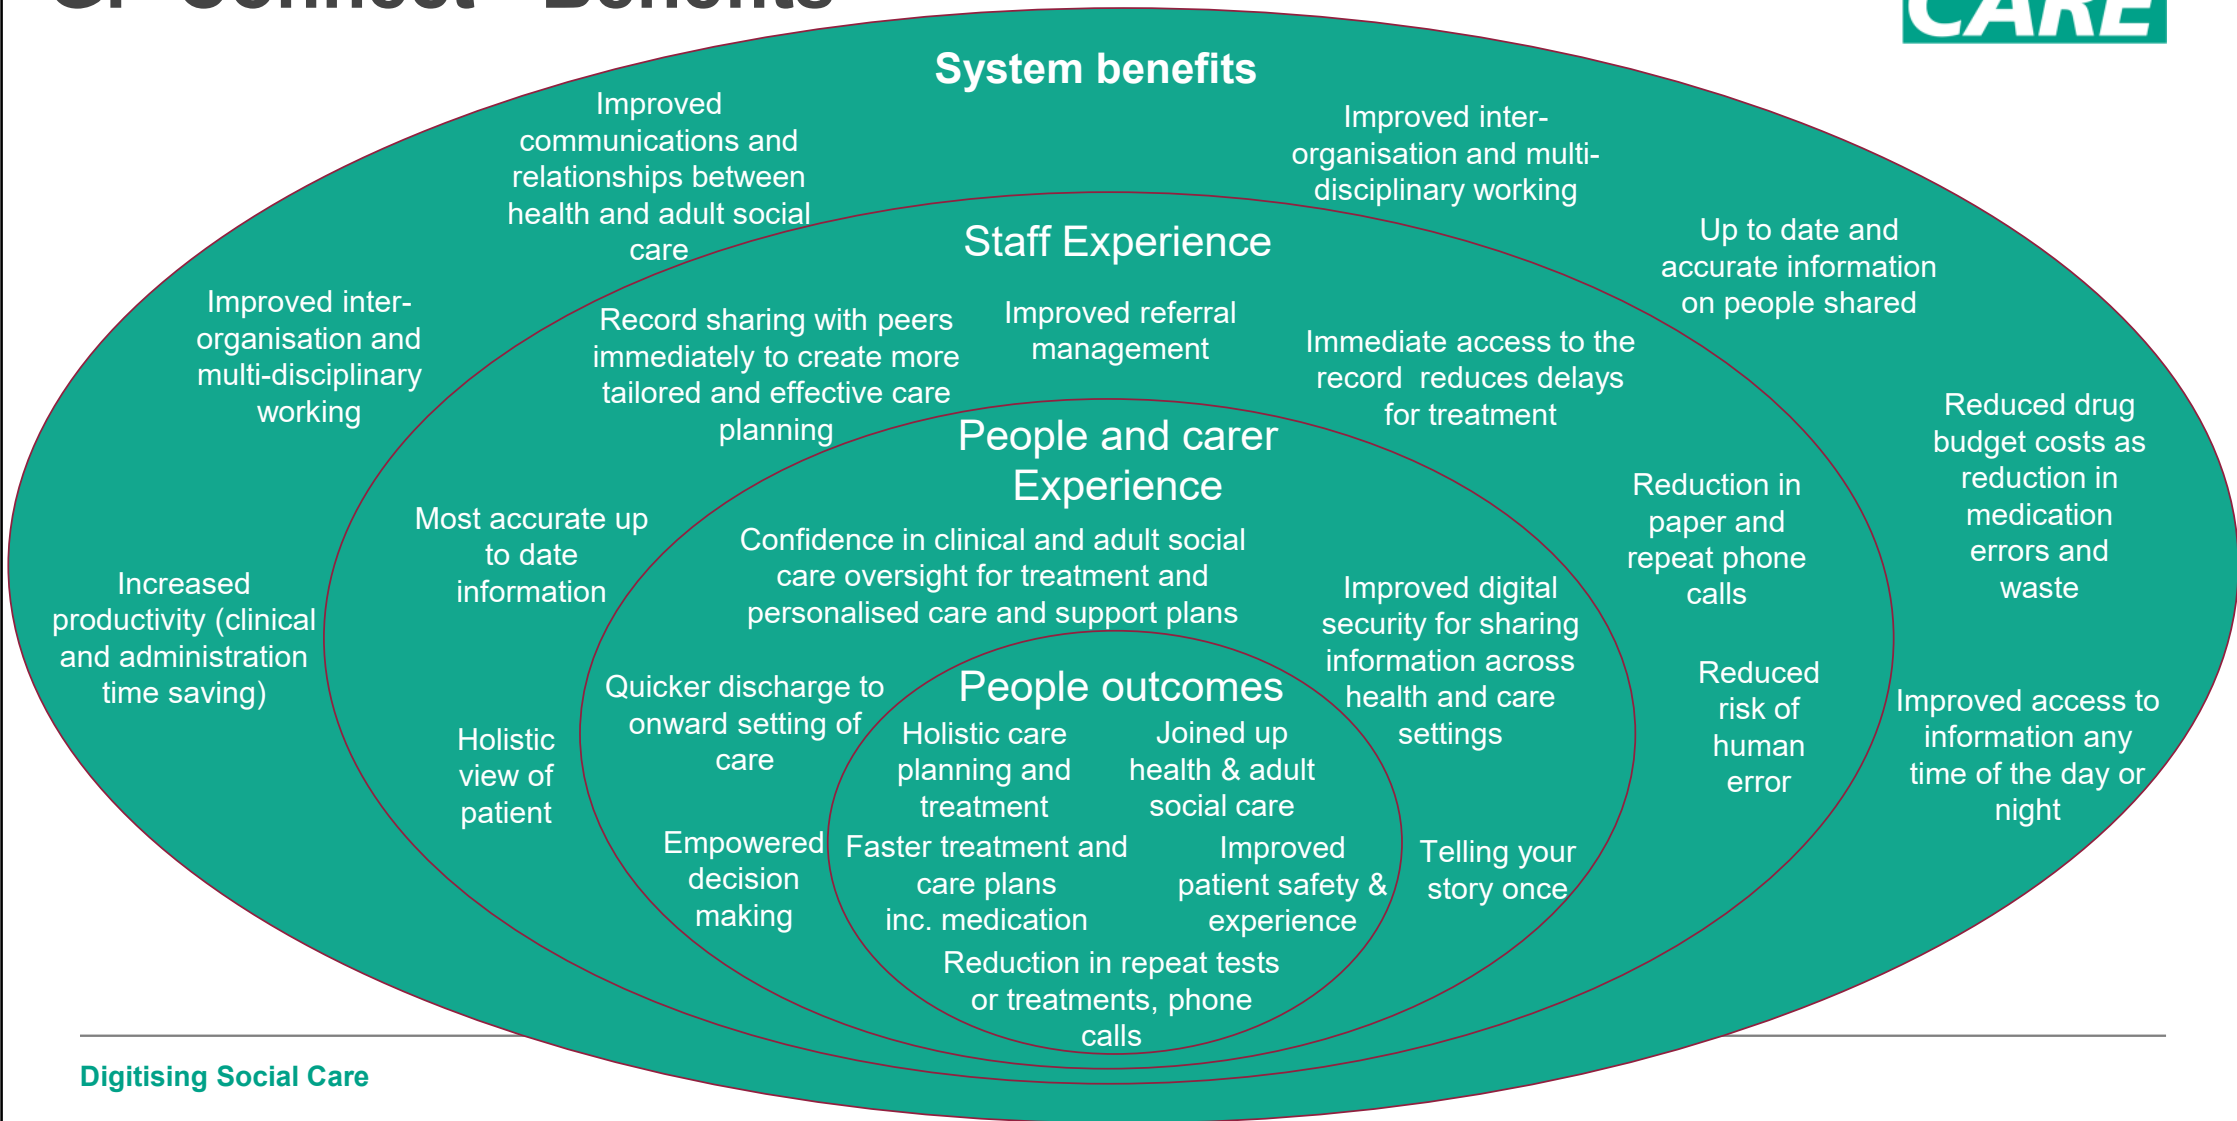 GP Connect - Benefits
CARE
System benefits
Improved
communications and
relationships between
health and adult social
care
Improved inter-
organisation and multi-
disciplinary working
Up to date and
accurate information
on people shared
Improved inter-
organisation and
multi-disciplinary
working
Reduced drug
budget costs as
reduction in
medication
errors and
waste
Increased
productivity (clinical
and administration
time saving)
Improved access to
information any
time of the day or
night
Staff Experience
Record sharing with peers
immediately to create more
tailored and effective care
planning
Improved referral
management
Immediate access to the
record  reduces delays
for treatment
Most accurate up
to date
information
Reduction in
paper and
repeat phone
calls
Holistic
view of
patient
Reduced
risk of
human
error
People and carer
Experience
Confidence in clinical and adult social
care oversight for treatment and
personalised care and support plans
Improved digital
security for sharing
information across
health and care
settings
Quicker discharge to
onward setting of
care
Empowered
decision
making
Telling your
story once
People outcomes
Holistic care
planning and
treatment
Joined up
health & adult
social care
Faster treatment and
care plans
inc. medication
Improved
patient safety &
experience
Reduction in repeat tests
or treatments, phone
calls
Digitising Social Care